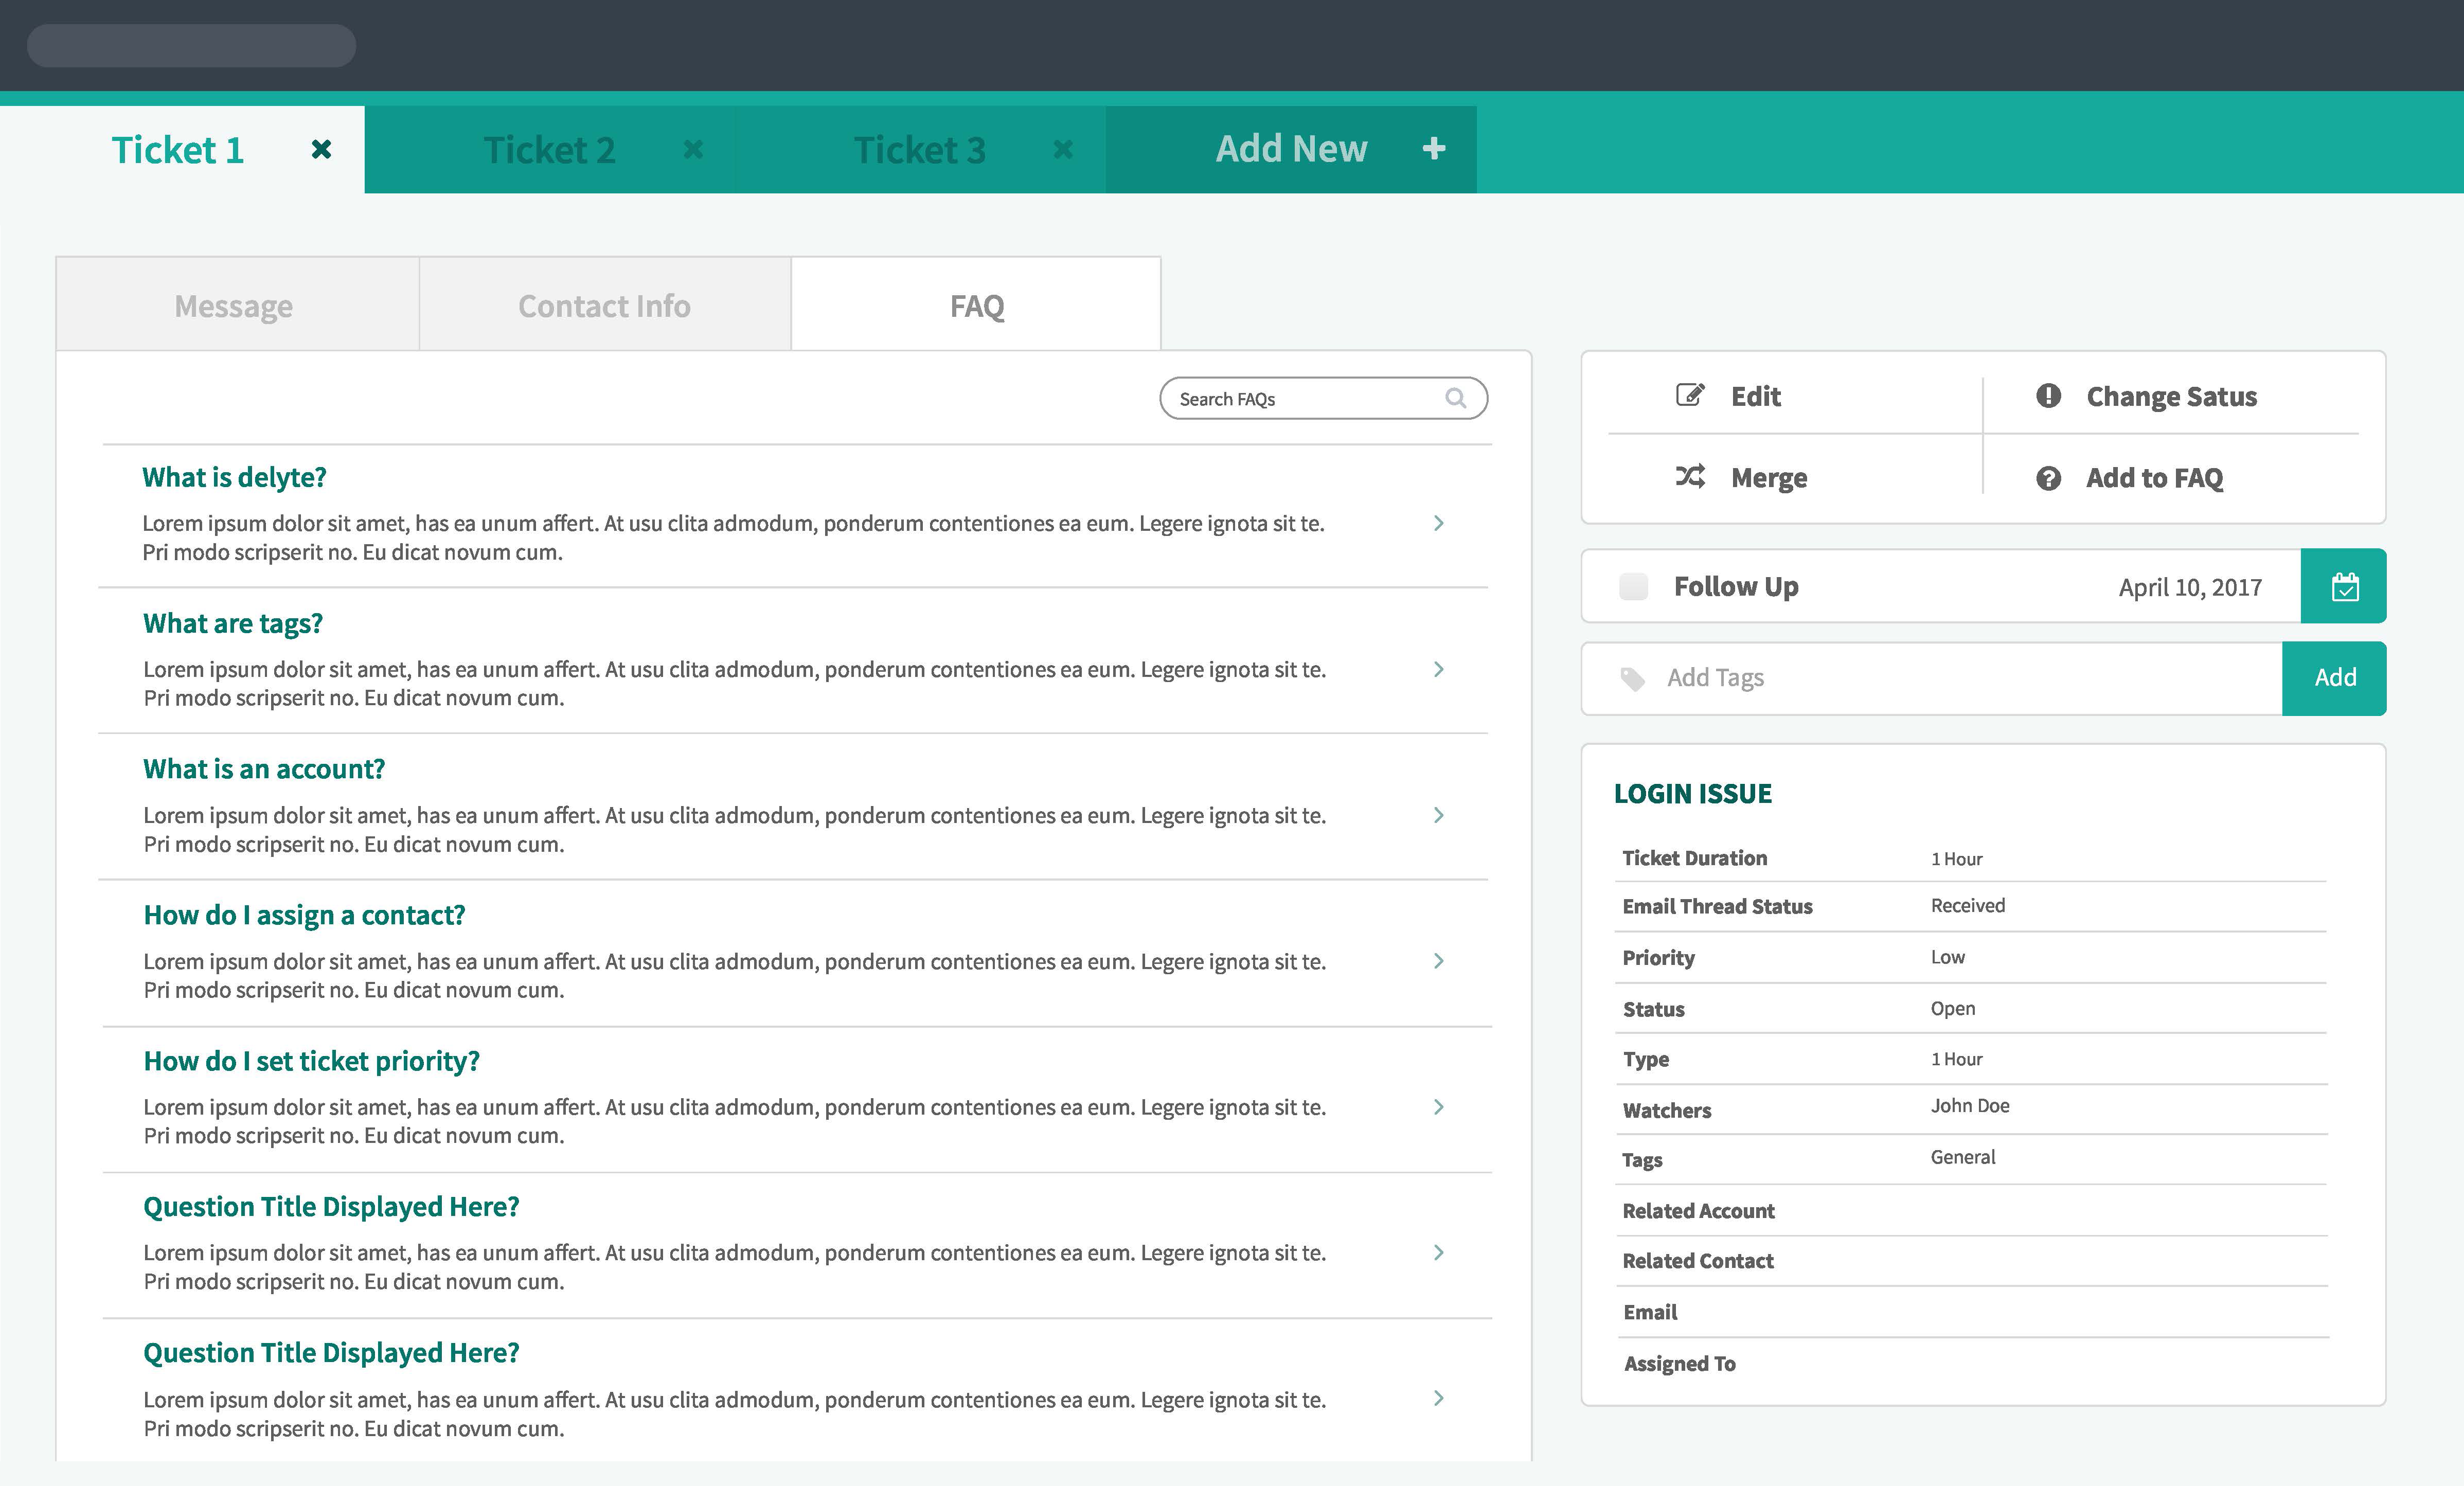 Ticket 1
Ticket 2
Ticket 3
Add New
Message
Contact Info
FAQ
Search FAQs
What is delyte?
Lorem ipsum dolor sit amet, has ea unum affert. At usu clita admodum, ponderum contentiones ea eum. Legere ignota sit te.
Pri modo scripserit no. Eu dicat novum cum.
What are tags?
Lorem ipsum dolor sit amet, has ea unum affert. At usu clita admodum, ponderum contentiones ea eum. Legere ignota sit te.
Pri modo scripserit no. Eu dicat novum cum.
What is an account?
Lorem ipsum dolor sit amet, has ea unum affert. At usu clita admodum, ponderum contentiones ea eum. Legere ignota sit te.
Pri modo scripserit no. Eu dicat novum cum.
How do I assign a contact?
Lorem ipsum dolor sit amet, has ea unum affert. At usu clita admodum, ponderum contentiones ea eum. Legere ignota sit te.
Pri modo scripserit no. Eu dicat novum cum.
How do I set ticket priority?
Lorem ipsum dolor sit amet, has ea unum affert. At usu clita admodum, ponderum contentiones ea eum. Legere ignota sit te.
Pri modo scripserit no. Eu dicat novum cum.
Question Title Displayed Here?
Lorem ipsum dolor sit amet, has ea unum affert. At usu clita admodum, ponderum contentiones ea eum. Legere ignota sit te.
Pri modo scripserit no. Eu dicat novum cum.
Question Title Displayed Here?
Lorem ipsum dolor sit amet, has ea unum affert. At usu clita admodum, ponderum contentiones ea eum. Legere ignota sit te.
Pri modo scripserit no. Eu dicat novum cum.
Edit
Change Satus
Merge
Add to FAQ
Follow Up April 10, 2017
Add Tags Add
LOGIN ISSUE
Ticket Duration 1 Hour
Email Thread Status Received
Priority Low
Status Open
Type 1 Hour
Watchers John Doe
Tags General
Related Account
Related Contact
Email
Assigned To